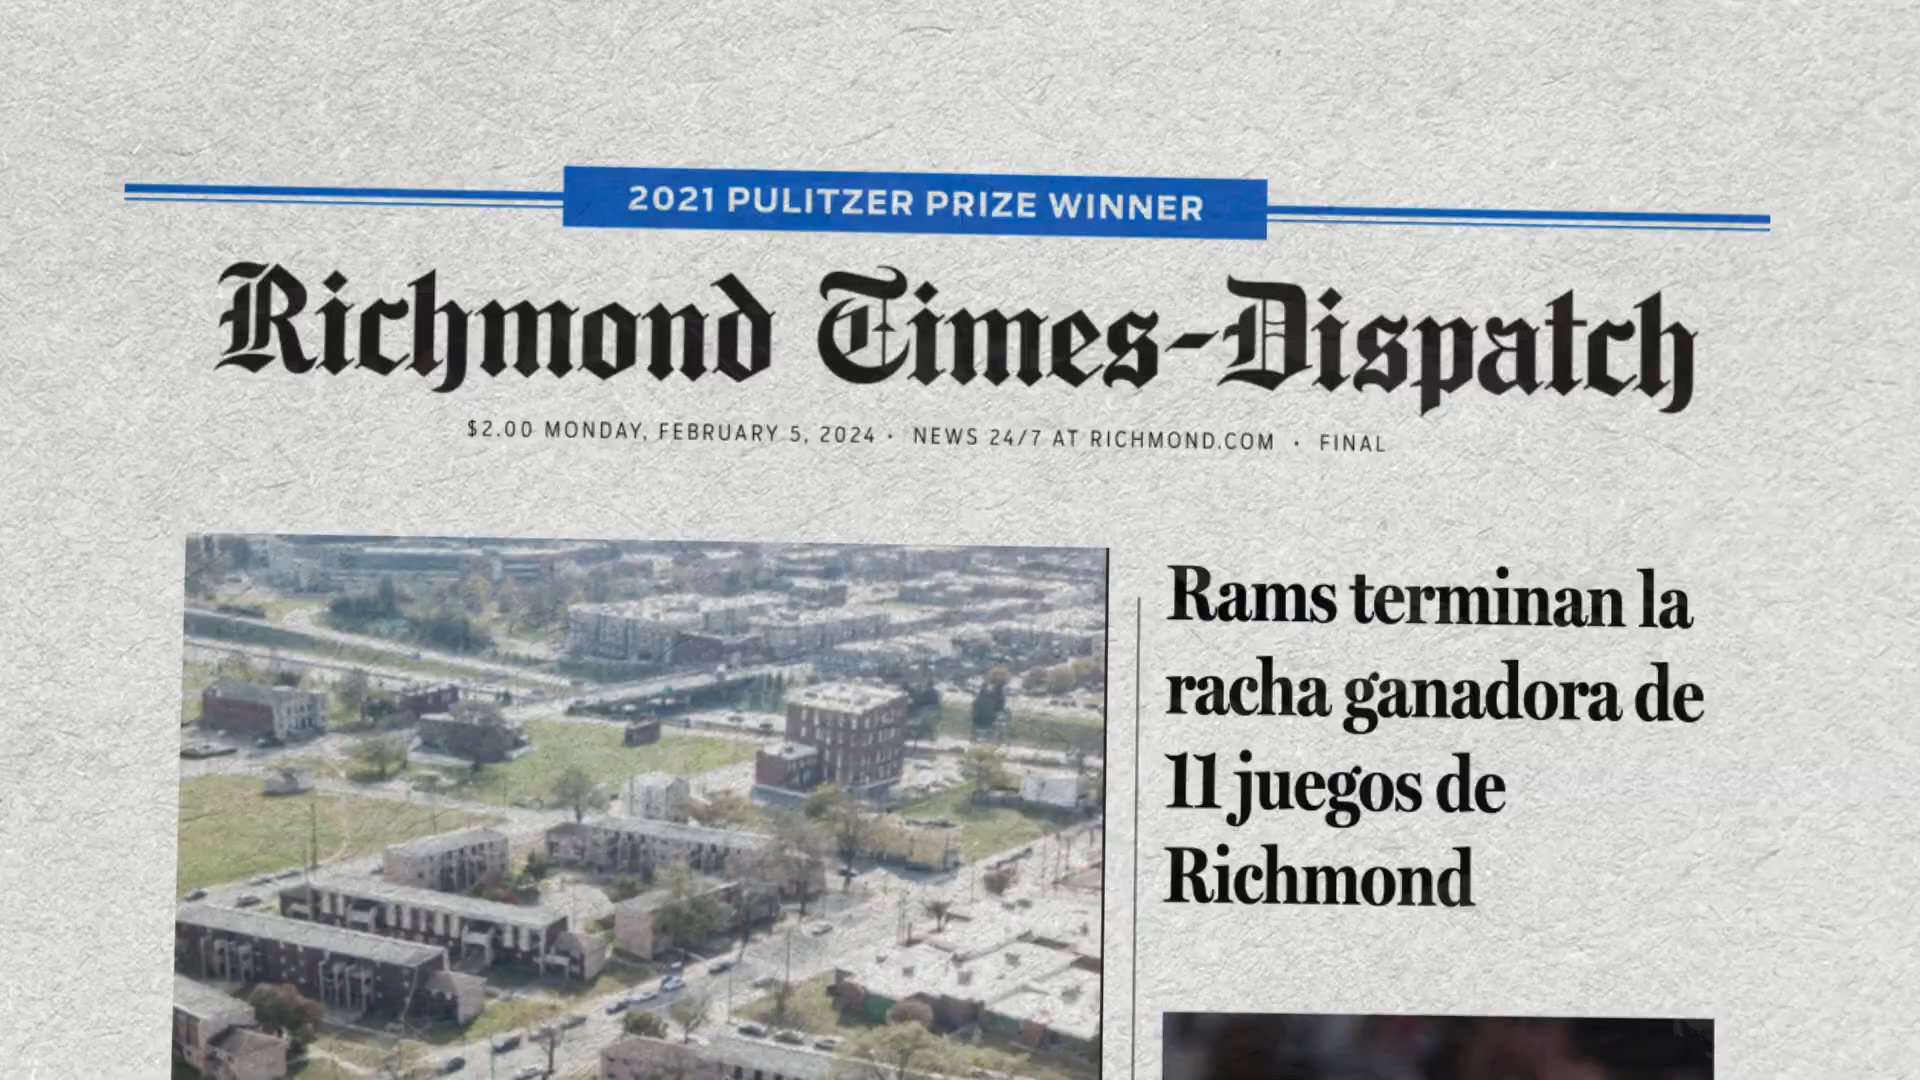 2021 PULITZER PRIZE WINNER
Richmond Times-Dispatch
$2.00 MONDAY, FEBRUARY 5, 2024 · NEWS 24/7 AT RICHMOND.COM · FINAL
Rams terminan la
racha ganadora de
11 juegos de
Richmond